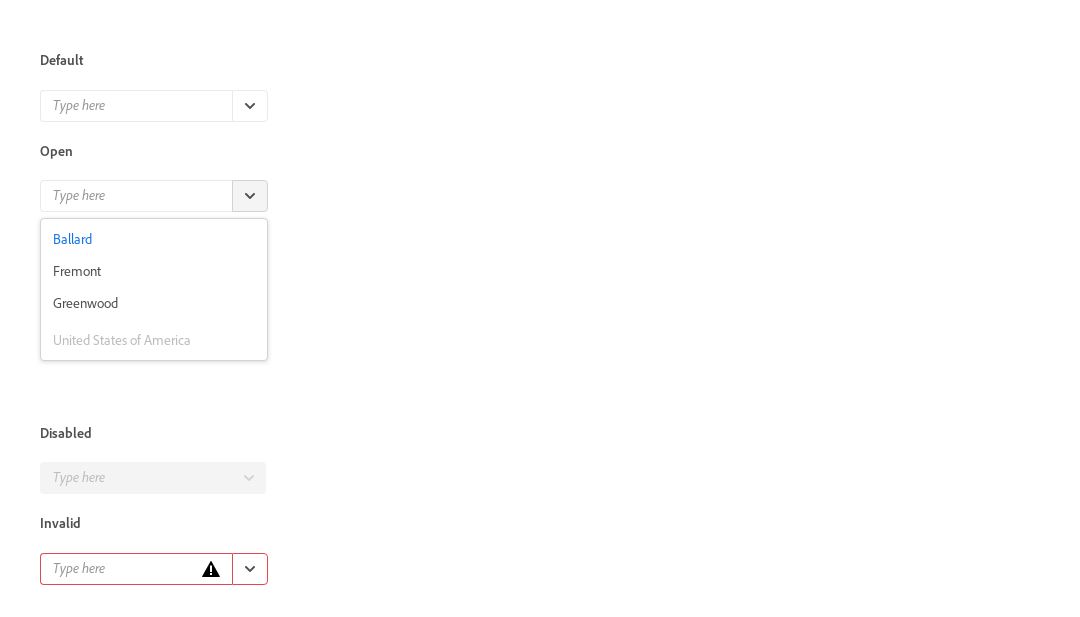 Default
Type here
Open
Type here
Ballard
Fremont
Greenwood
United States of America
Disabled
Type here
Invalid
Type here